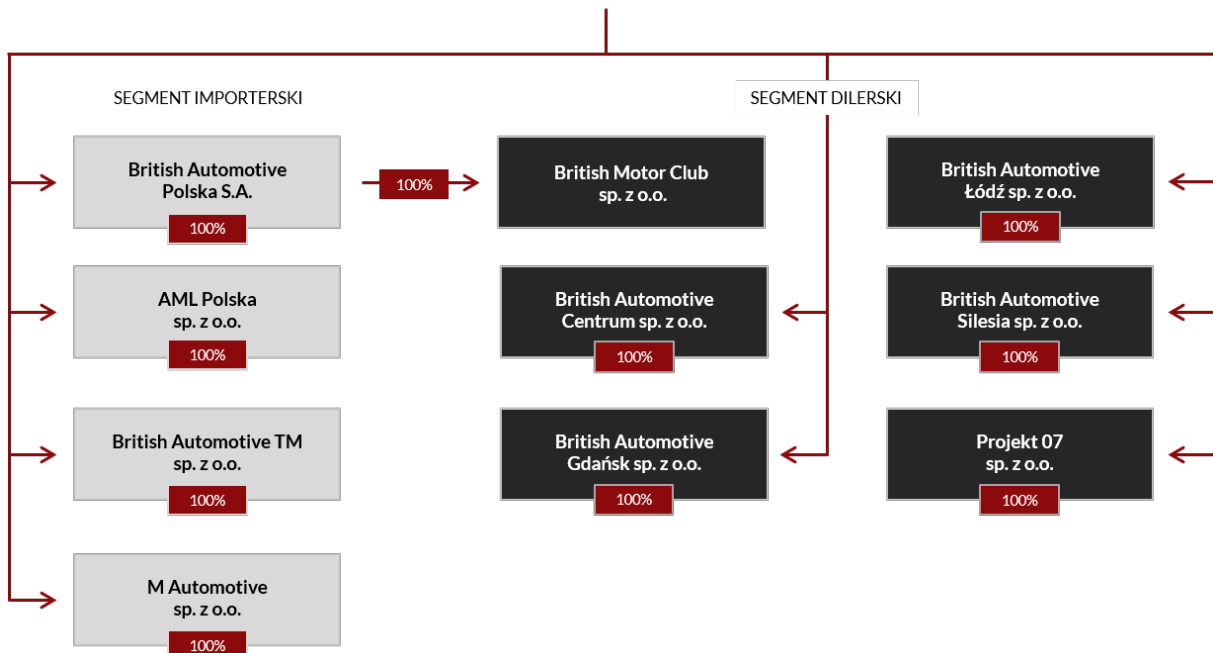 SEGMENT IMPORTERSKI
SEGMENT DILERSKI
British Automotive
Polska S.A.
100%
100%
British Motor Club
sp. z o.o.
British Automotive
Łódź sp. z o.o.
100%
AML Polska
sp. z o.o.
100%
British Automotive
Centrum sp. z o.o.
100%
British Automotive
Silesia sp. z o.o.
100%
British Automotive TM
sp. z o.o.
100%
British Automotive
Gdańsk sp. z o.o.
100%
Projekt 07
sp. z o.o.
100%
M Automotive
sp. z o.o.
100%